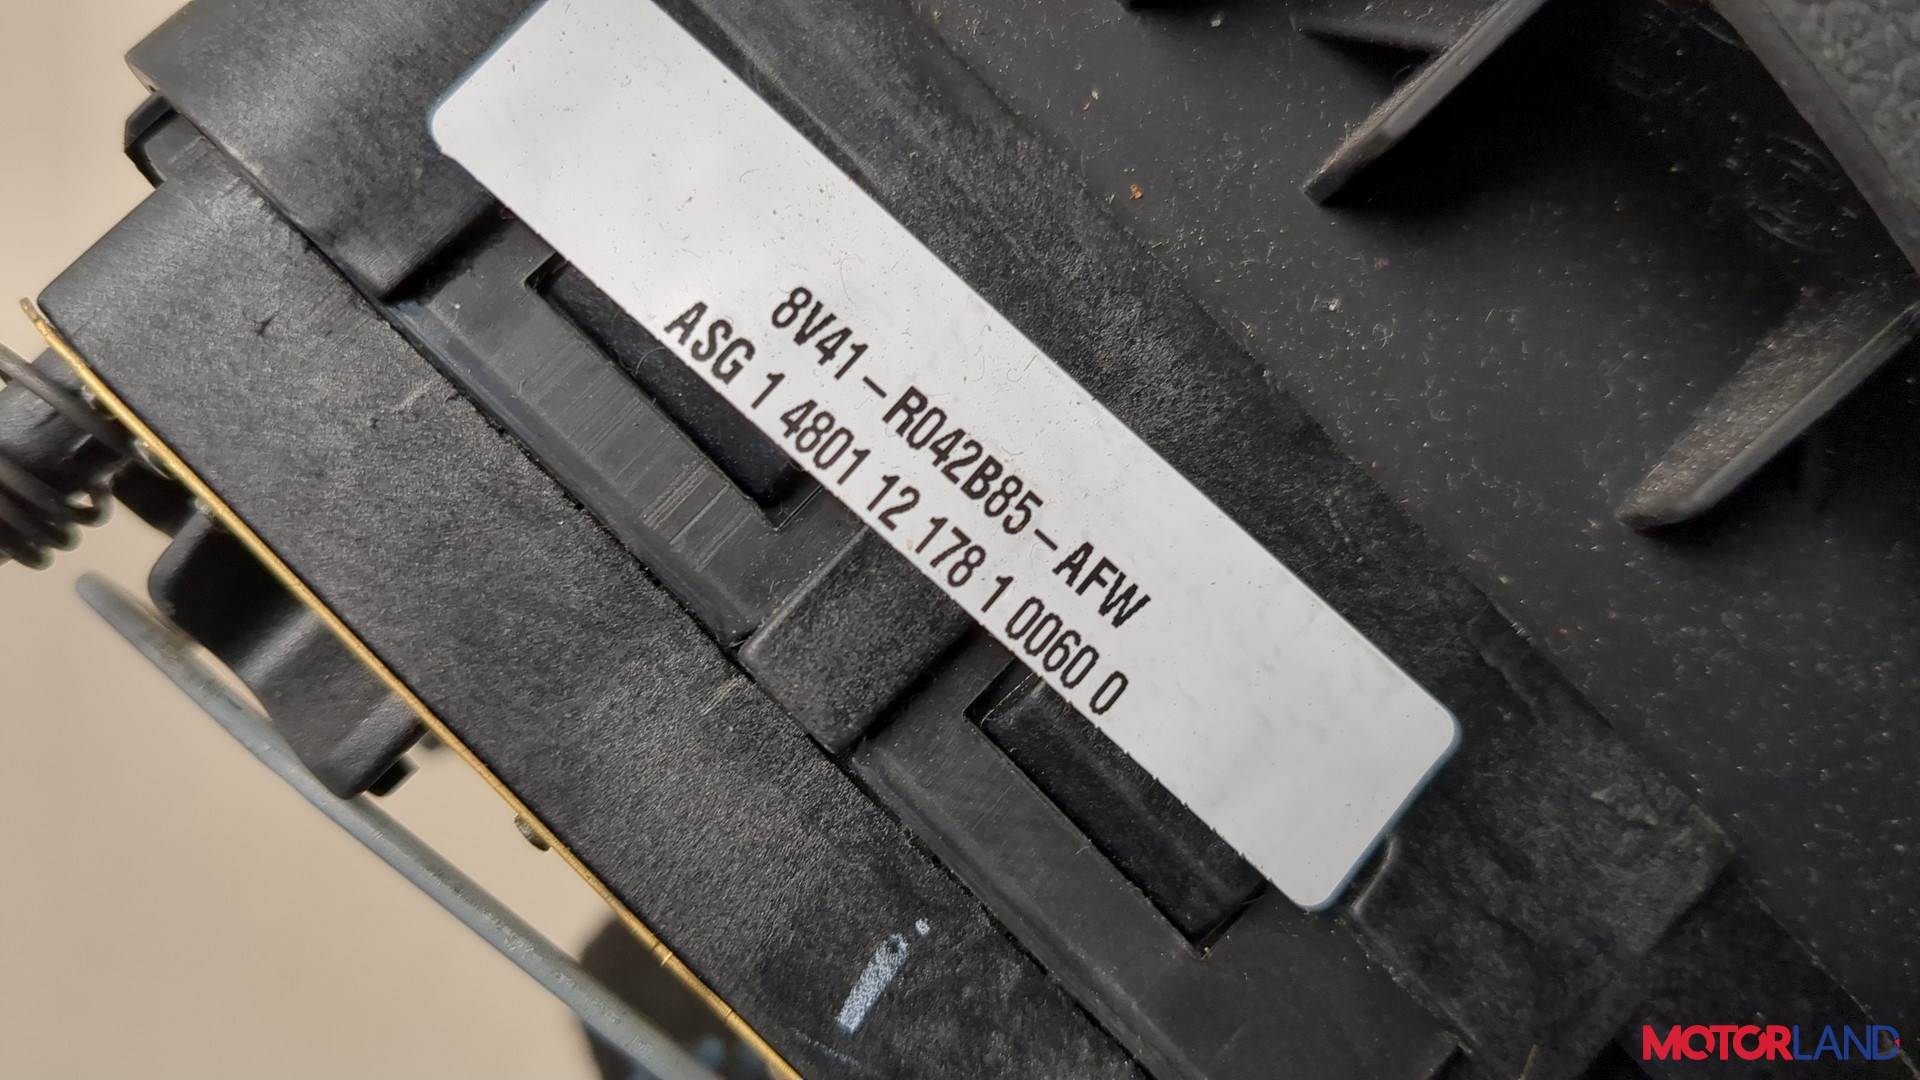 8V41-R042B85-AFW
ASG 1 4801 12 178 1 0060 0
MOTORLAND